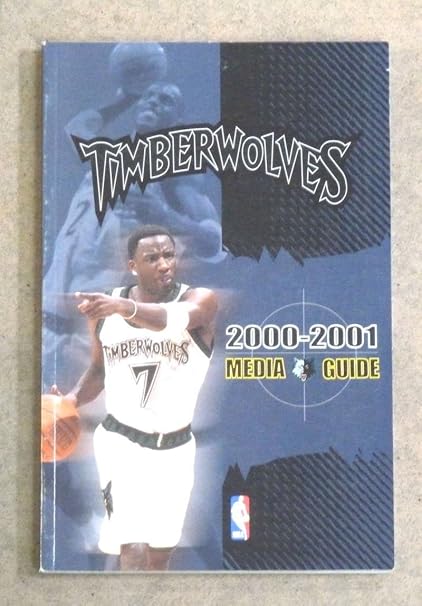 TIMBERWOLVES
TIMBERWOLVES
7
2000-2001
MEDIA GUIDE